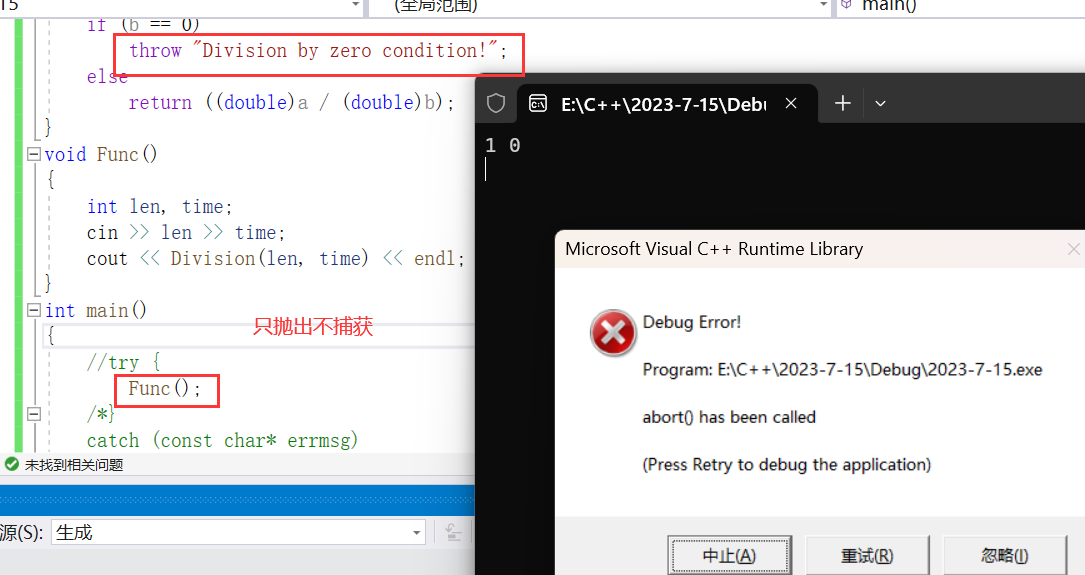 15
(全局范围)
main()
if (b == 0)
throw "Division by zero condition!";
else
return ((double)a / (double)b);
}
void Func()
{
int len, time;
cin >> len >> time;
cout << Division(len, time) << endl;
}
int main()
只抛出不捕获
{
//try {
Func();
/*}
catch (const char* errmsg)
未找到相关问题
源(S):
生成
E:\C++\2023-7-15\Debu
1 0
Microsoft Visual C++ Runtime Library
Debug Error!
Program: E:\C++\2023-7-15\Debug\2023-7-15.exe
abort() has been called
(Press Retry to debug the application)
中止(A)
重试(R)
忽略(I)